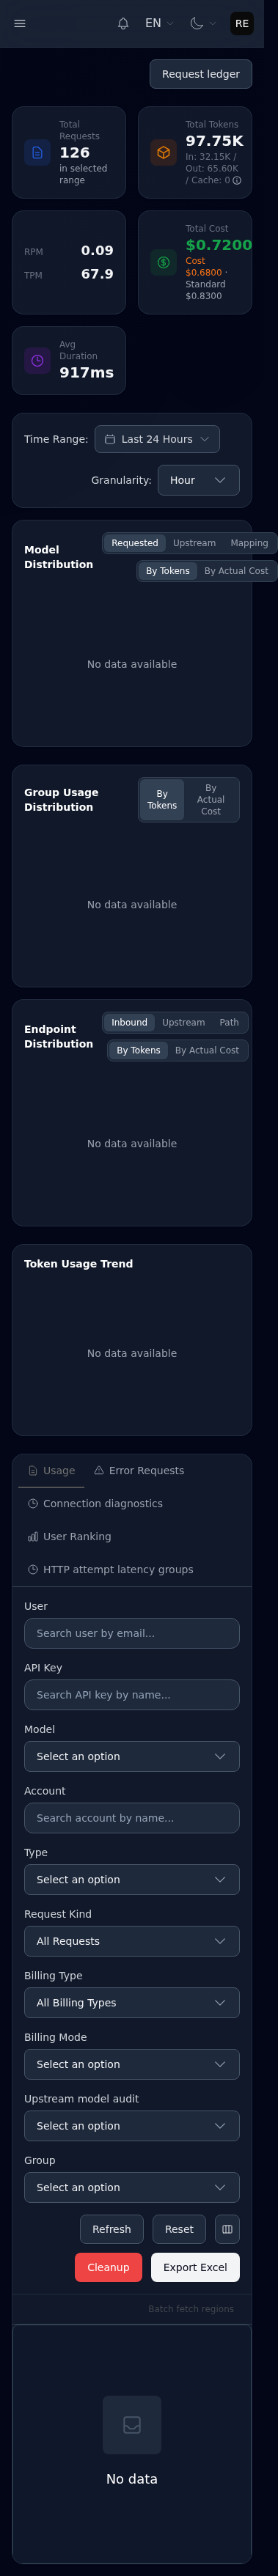 EN
RE
Request ledger
Total
Requests
126
in selected
range
Total Tokens
97.75K
In: 32.15K /
Out: 65.60K
/ Cache: 0
RPM 0.09
TPM 67.9
Total Cost
$0.7200
Cost
$0.6800 ·
Standard
$0.8300
Avg
Duration
917ms
Time Range: Last 24 Hours
Granularity: Hour
Model
Distribution
Requested Upstream Mapping
By Tokens By Actual Cost
No data available
Group Usage
Distribution
By
Tokens
By
Actual
Cost
No data available
Endpoint
Distribution
Inbound Upstream Path
By Tokens By Actual Cost
No data available
Token Usage Trend
No data available
Usage Error Requests
Connection diagnostics
User Ranking
HTTP attempt latency groups
User
Search user by email...
API Key
Search API key by name...
Model
Select an option
Account
Search account by name...
Type
Select an option
Request Kind
All Requests
Billing Type
All Billing Types
Billing Mode
Select an option
Upstream model audit
Select an option
Group
Select an option
Refresh Reset
Cleanup Export Excel
Batch fetch regions
No data